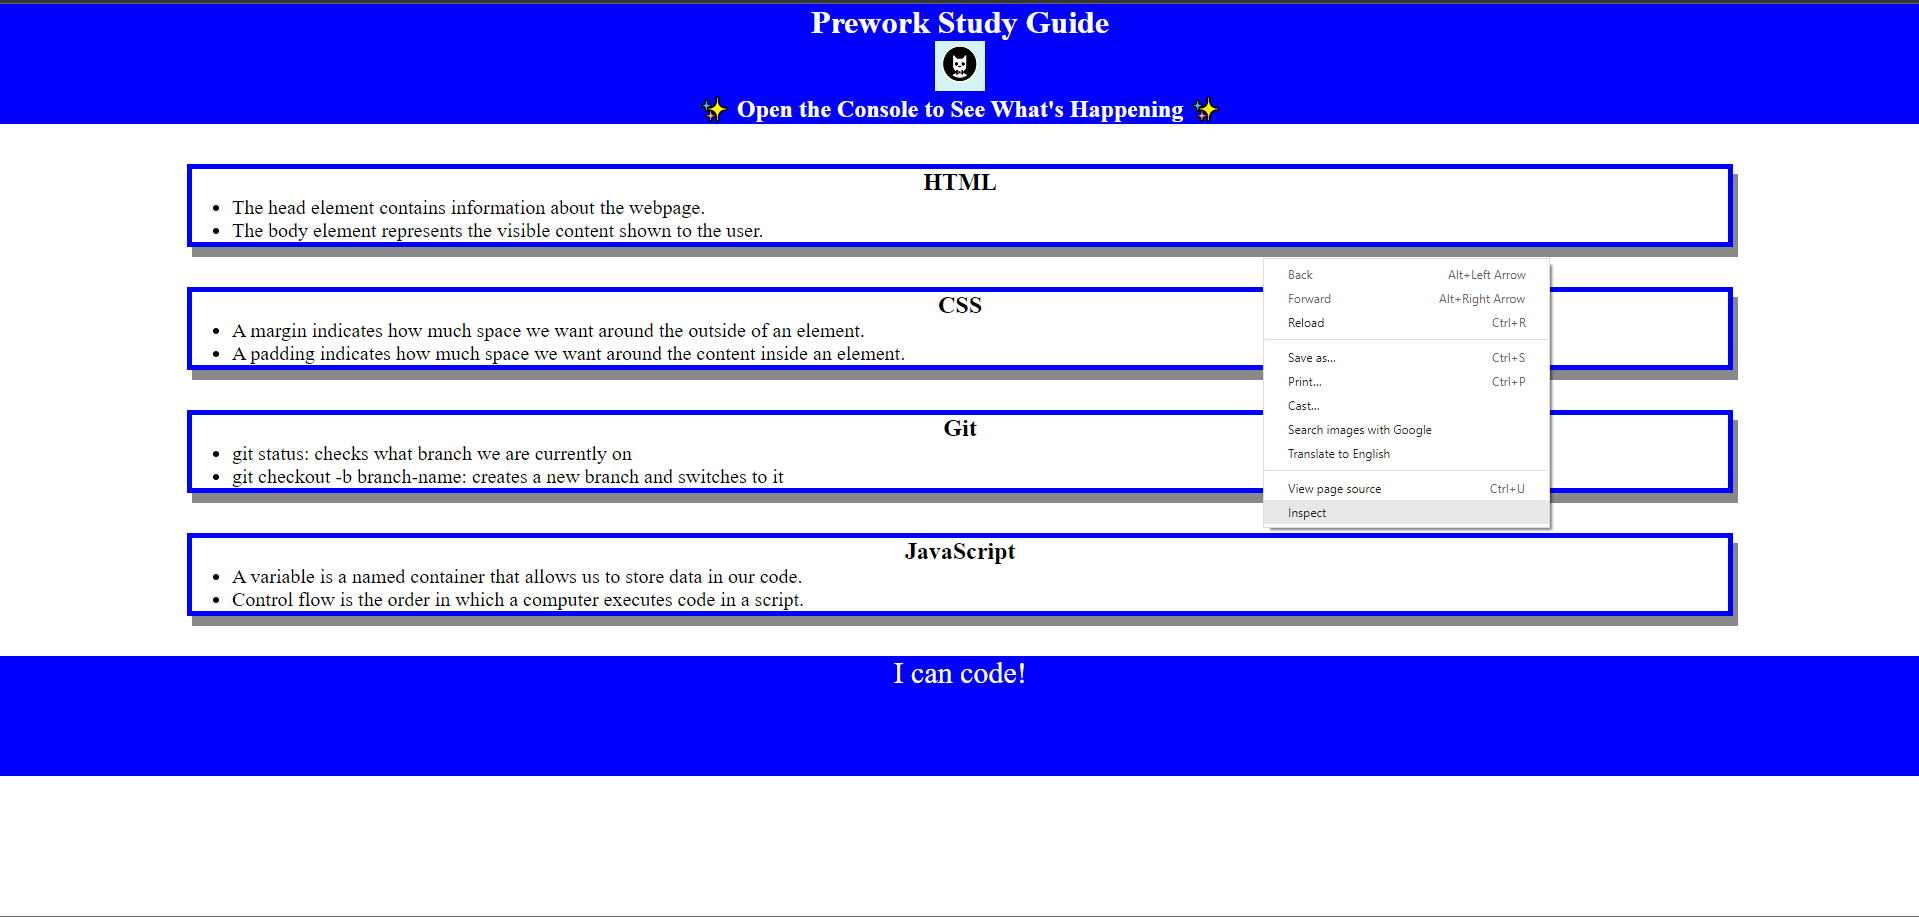 Prework Study Guide
✨ Open the Console to See What's Happening ✨
HTML
• The head element contains information about the webpage.
• The body element represents the visible content shown to the user.
CSS
• A margin indicates how much space we want around the outside of an element.
• A padding indicates how much space we want around the content inside an element.
Git
• git status: checks what branch we are currently on
• git checkout -b branch-name: creates a new branch and switches to it
JavaScript
• A variable is a named container that allows us to store data in our code.
• Control flow is the order in which a computer executes code in a script.
I can code!
Back Alt+Left Arrow
Forward Alt+Right Arrow
Reload Ctrl+R
Save as... Ctrl+S
Print... Ctrl+P
Cast...
Search images with Google
Translate to English
View page source Ctrl+U
Inspect